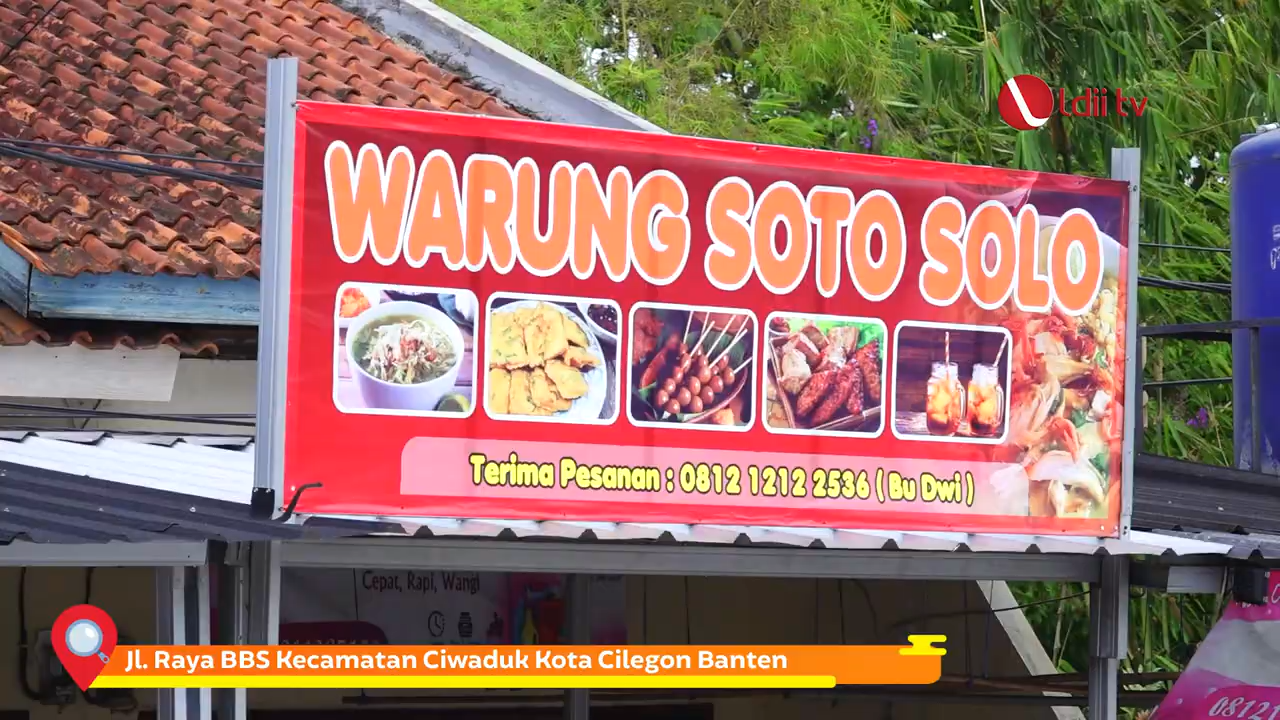 ldii tv
WARUNG SOTO SOLO
Terima Pesanan : 0812 1212 2536 ( Bu Dwi )
Cepat, Rapi, Wangi
Jl. Raya BBS Kecamatan Ciwaduk Kota Cilegon Banten
0812